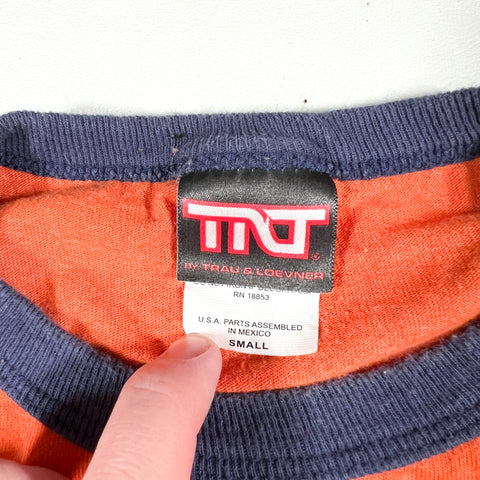 TNT
®
BY TRAU & LOEVNER
RN 18853
U.S.A. PARTS ASSEMBLED
IN MEXICO
SMALL